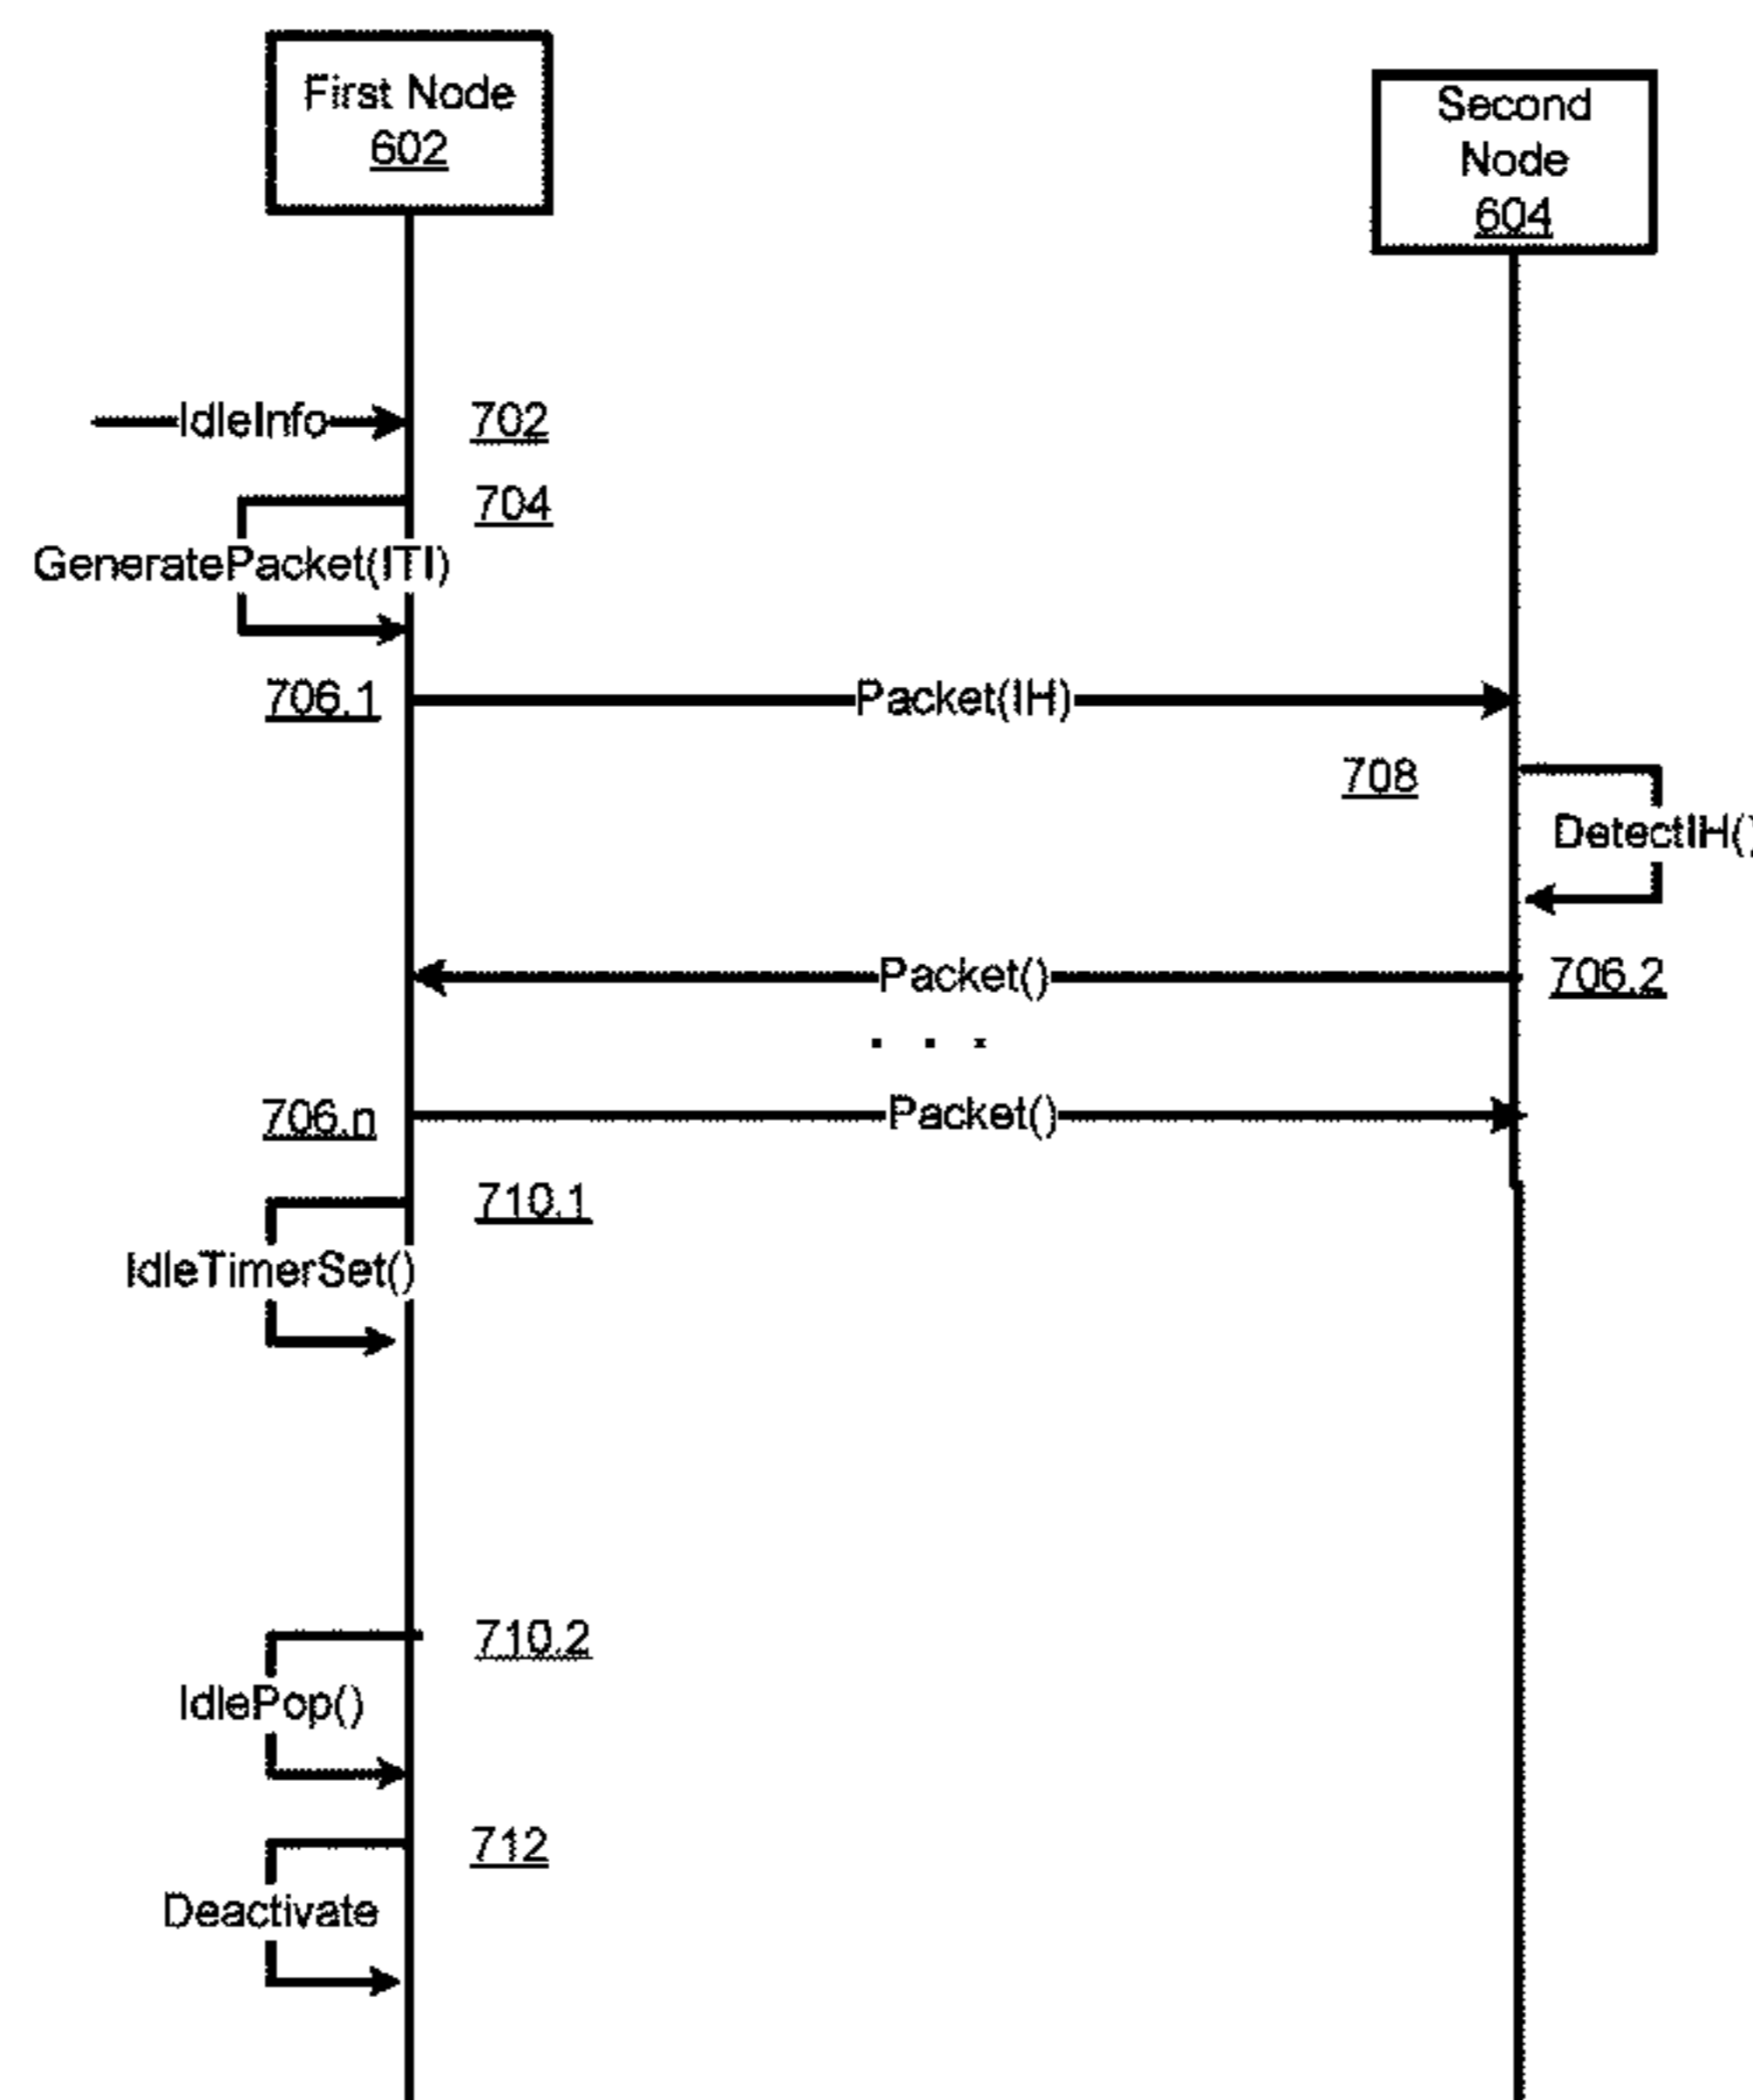 First Node
602
Second
Node
604
IdleInfo
702
704
GeneratePacket(ITI)
706.1
Packet(IH)
708
DetectIH()
Packet()
706.2
. . .
706.n
Packet()
710.1
IdleTimerSet()
710.2
IdlePop()
712
Deactivate